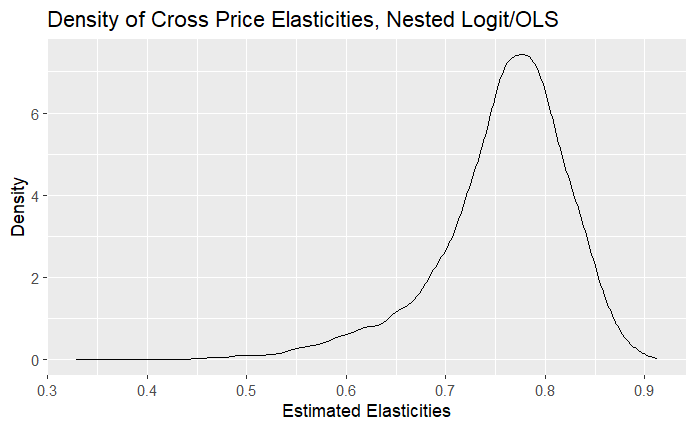 Density of Cross Price Elasticities, Nested Logit/OLS
Density
6
4
2
0
0.3 0.4 0.5 0.6 0.7 0.8 0.9
Estimated Elasticities